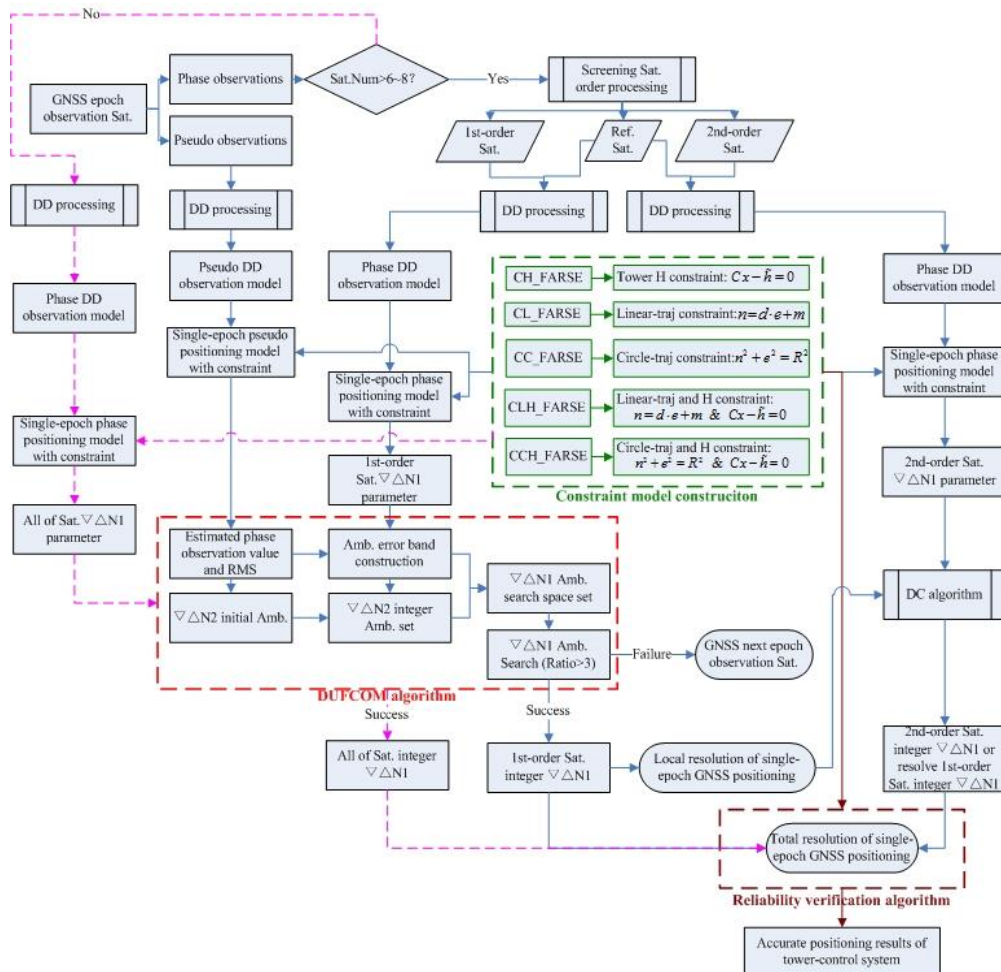 No
Phase observations
Sat.Num>6~8?
Yes
Screening Sat.
order processing
GNSS epoch
observation Sat.
Pseudo observations
1st-order
Sat.
Ref.
Sat.
2nd-order
Sat.
DD processing
DD processing
DD processing
DD processing
Pseudo DD
observation model
Phase DD
observation model
Phase DD
observation model
Phase DD
observation model
CH_FARSE
Tower H constraint: Cx−h̃=0
CL_FARSE
Linear-traj constraint:n=d·e+m
CC_FARSE
Circle-traj constraint:n²+e²=R²
CLH_FARSE
Linear-traj and H constraint:
n=d·e+m & Cx−h̃=0
CCH_FARSE
Circle-traj and H constraint:
n²+e²=R² & Cx−h̃=0
Constraint model construciton
Single-epoch pseudo
positioning model
with constraint
Single-epoch phase
positioning model
with constraint
Single-epoch phase
positioning model
with constraint
Single-epoch phase
positioning model
with constraint
1st-order
Sat.▽△N1
parameter
2nd-order Sat.
▽△N1 parameter
All of Sat.▽△N1
parameter
Estimated phase
observation value
and RMS
Amb. error band
construction
▽△N1 Amb.
search space set
DC algorithm
▽△N2 initial Amb.
▽△N2 integer
Amb. set
▽△N1 Amb.
Search (Ratio>3)
Failure
GNSS next epoch
observation Sat.
DUFCOM algorithm
Success
Success
All of Sat. integer
▽△N1
1st-order Sat.
integer ▽△N1
Local resolution of single-
epoch GNSS positioning
2nd-order Sat.
integer ▽△N1 or
resolve 1st-order
Sat. integer ▽△N1
Total resolution of single-
epoch GNSS positioning
Reliability verification algorithm
Accurate positioning results of
tower-control system